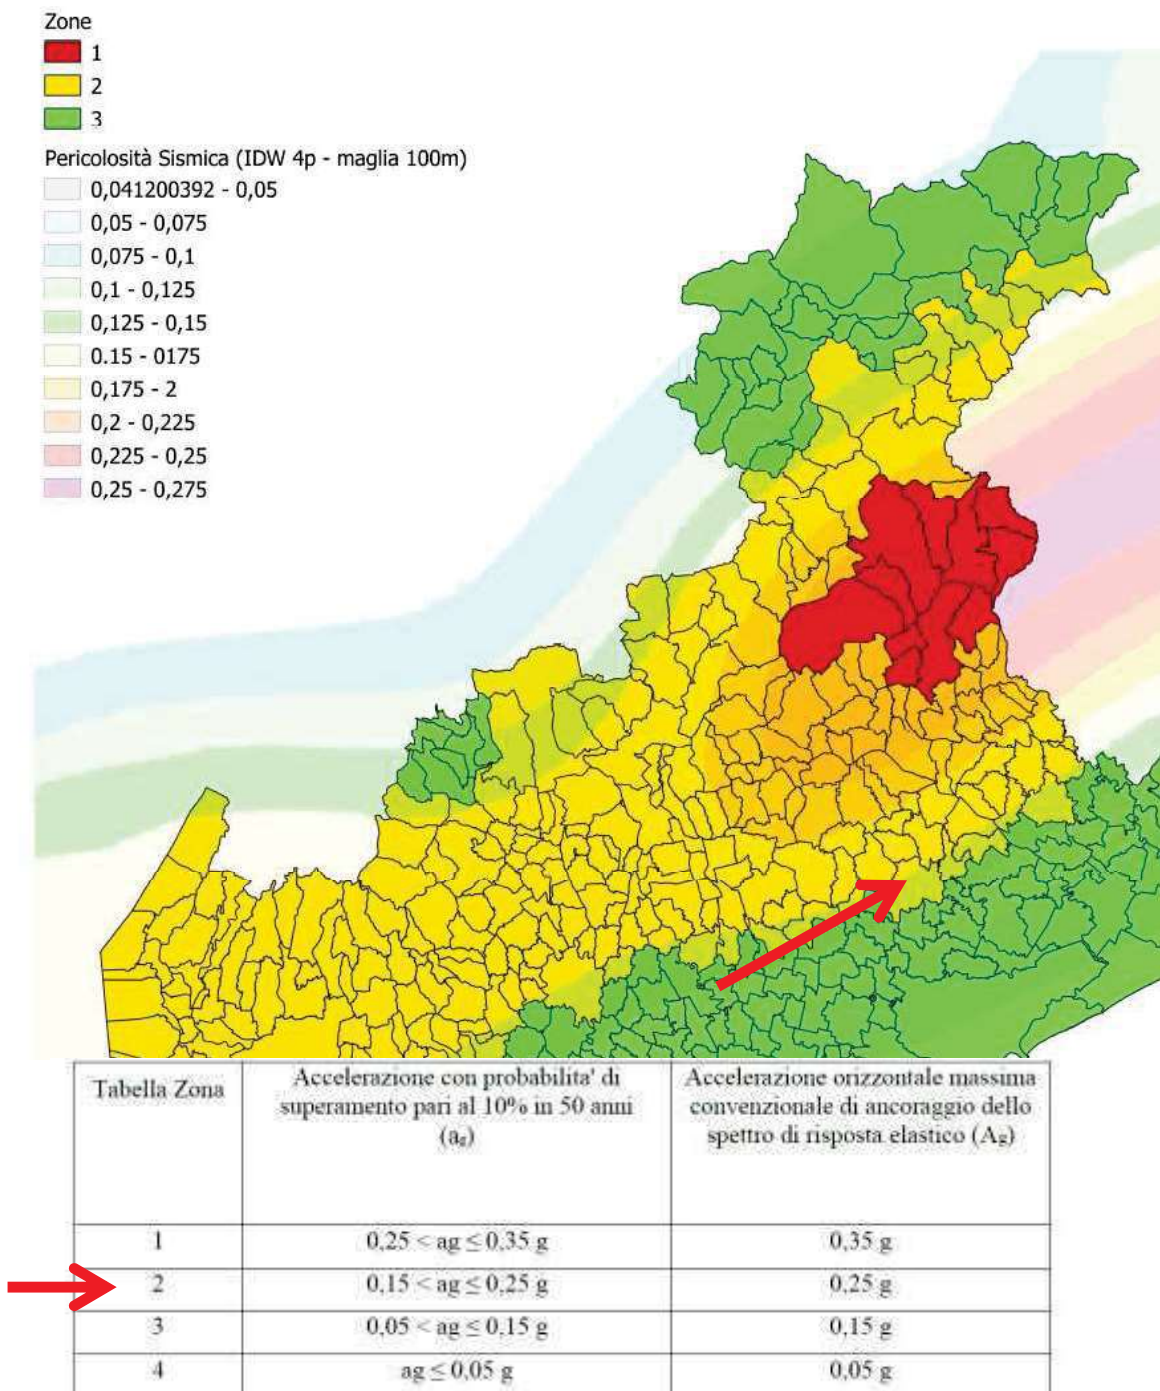 Zone
1
2
3
Pericolosità Sismica (IDW 4p - maglia 100m)
0,041200392 - 0,05
0,05 - 0,075
0,075 - 0,1
0,1 - 0,125
0,125 - 0,15
0.15 - 0175
0,175 - 2
0,2 - 0,225
0,225 - 0,25
0,25 - 0,275
Tabella Zona
Accelerazione con probabilita' di
superamento pari al 10% in 50 anni
(ag)
Accelerazione orizzontale massima
convenzionale di ancoraggio dello
spettro di risposta elastico (Ag)
1
0,25 < ag ≤ 0,35 g
0,35 g
2
0,15 < ag ≤ 0,25 g
0,25 g
3
0,05 < ag ≤ 0,15 g
0,15 g
4
ag ≤ 0,05 g
0,05 g